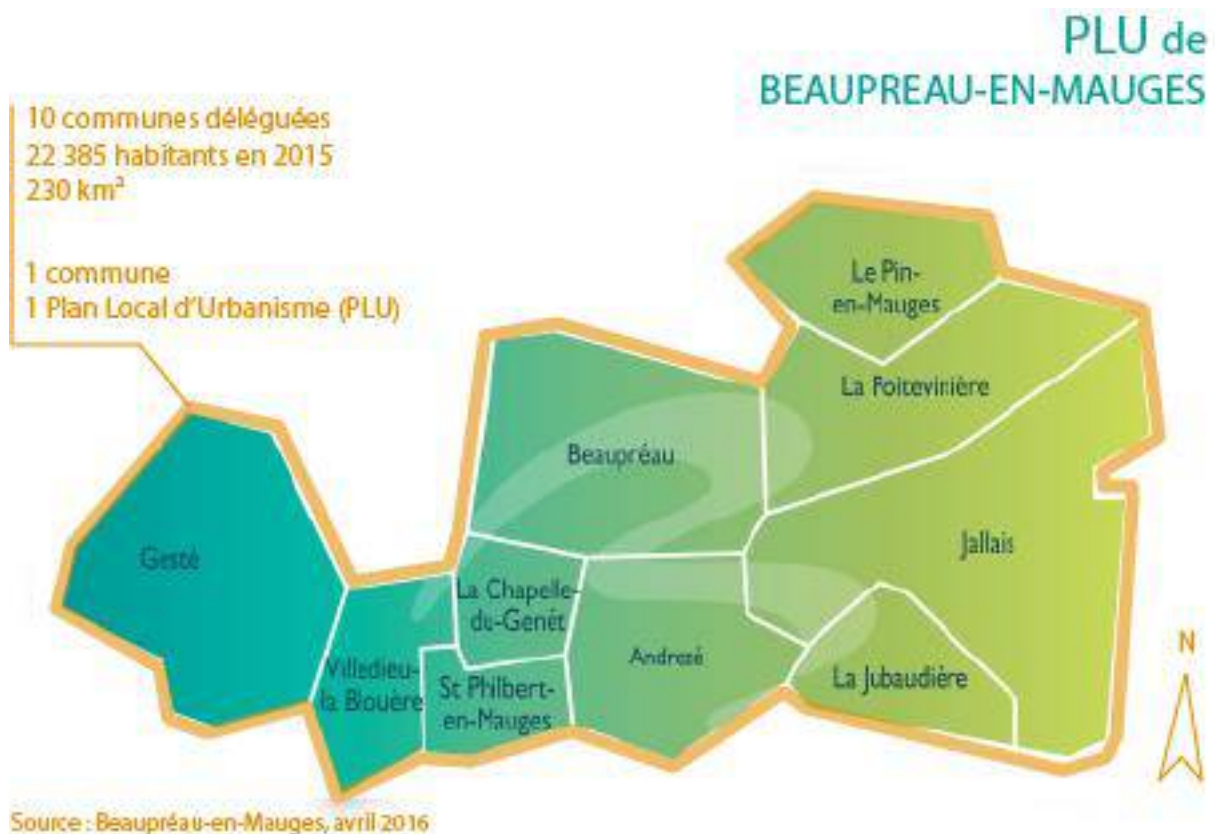 PLU de
BEAUPREAU-EN-MAUGES
10 communes déléguées
22 385 habitants en 2015
230 km²
1 commune
1 Plan Local d'Urbanisme (PLU)
Le Pin-
en-Mauges
La Poitevinière
Beaupréau
Gesté
Jallais
La Chapelle-
du-Genêt
Villedieu-
la-Blouère
St Philbert-
en-Mauges
Andrezé
La Jubaudière
N
Source : Beaupréau-en-Mauges, avril 2016